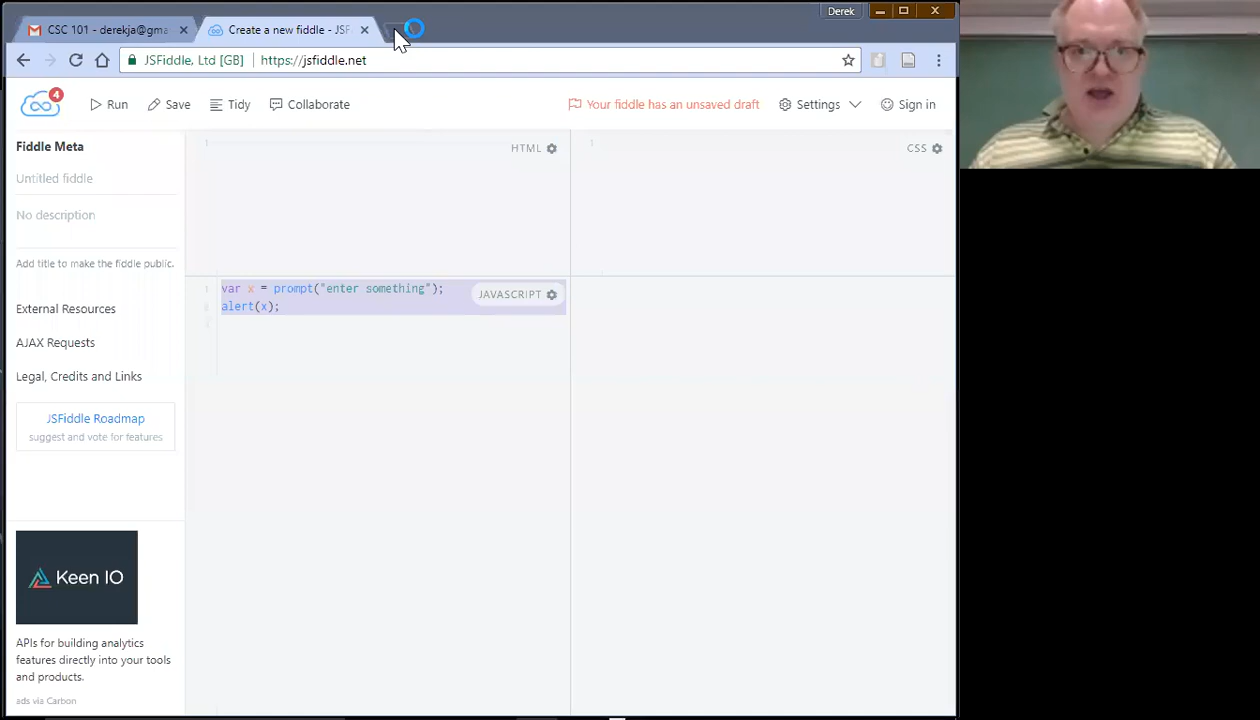 Derek
CSC 101 - derekja@gma
Create a new fiddle - JSF
JSFiddle, Ltd [GB]
https://jsfiddle.net
4
Run
Save
Tidy
Collaborate
Your fiddle has an unsaved draft
Settings
Sign in
Fiddle Meta
Untitled fiddle
No description
Add title to make the fiddle public.
External Resources
AJAX Requests
Legal, Credits and Links
JSFiddle Roadmap
suggest and vote for features
1
HTML
1
CSS
1 var x = prompt("enter something");
alert(x);
JAVASCRIPT
Keen IO
APIs for building analytics
features directly into your tools
and products.
ads via Carbon